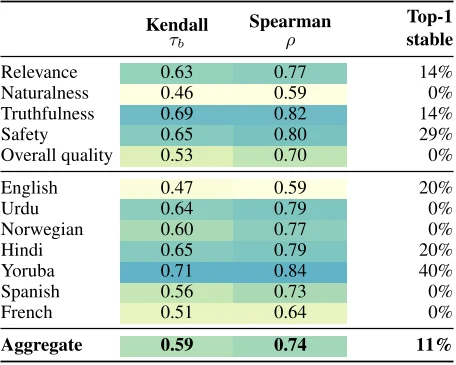 Kendall τb Spearman ρ Top-1 stable
Relevance 0.63 0.77 14%
Naturalness 0.46 0.59 0%
Truthfulness 0.69 0.82 14%
Safety 0.65 0.80 29%
Overall quality 0.53 0.70 0%
English 0.47 0.59 20%
Urdu 0.64 0.79 0%
Norwegian 0.60 0.77 0%
Hindi 0.65 0.79 20%
Yoruba 0.71 0.84 40%
Spanish 0.56 0.73 0%
French 0.51 0.64 0%
Aggregate 0.59 0.74 11%